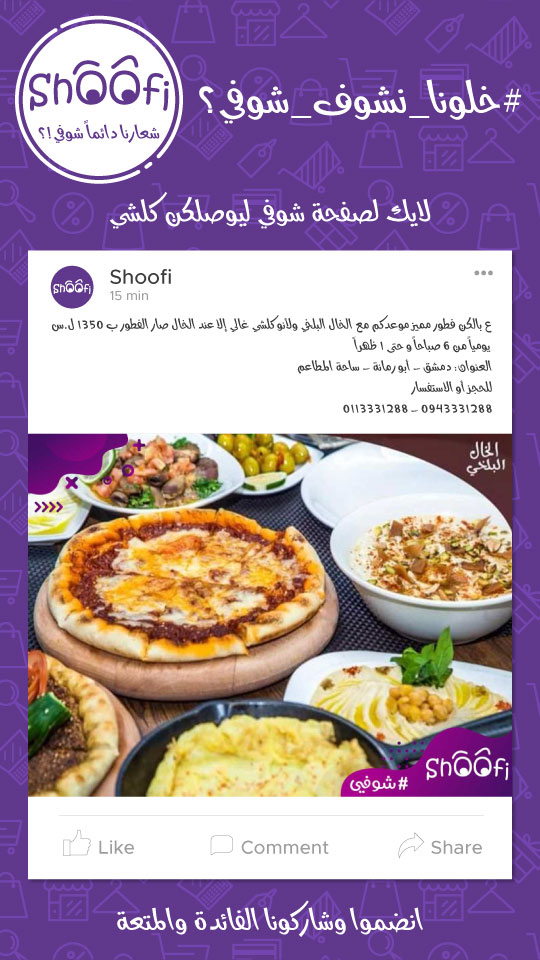 Shoofi
شعارنا دائماً شوفي!؟
#خلونا_نشوف_شوفي؟
لايك لصفحة شوفي ليوصلكن كلشي
Shoofi
Shoofi
15 min
ع بالكن فطور مميز موعدكم مع الخال البلخي ولانو كلشي غالي إلا عند الخال صار الفطور ب 1350 ل.س
يومياً من 6 صباحاً و حتى 1 ظهراً
العنوان: دمشق - أبو رمانة - ساحة المطاعم
للحجز أو الاستفسار
0113331288 - 0943331288
الخال
البلخي
#شوفيي
Shoofi
Like
Comment
Share
انضموا وشاركونا الفائدة والمتعة